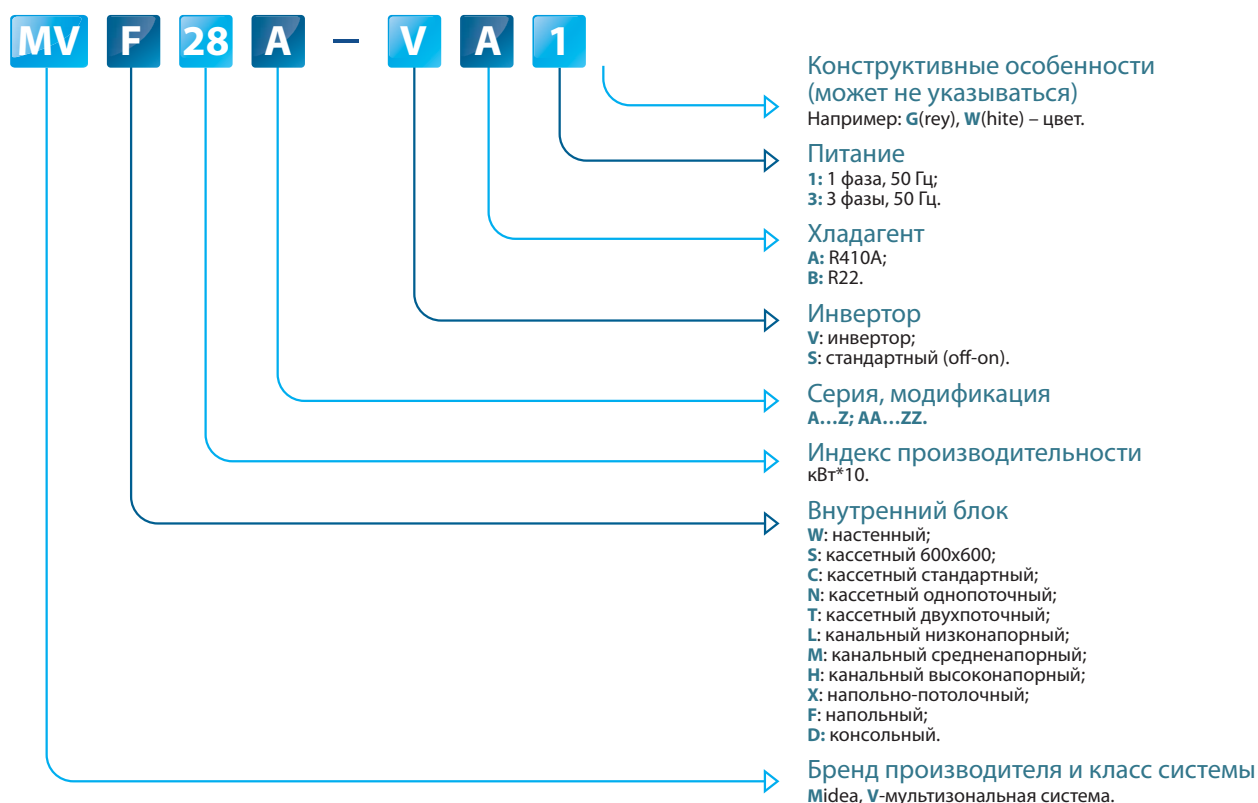 MV F 28 A – V A 1
Конструктивные особенности
(может не указываться)
Например: G(rey), W(hite) – цвет.
Питание
1: 1 фаза, 50 Гц;
3: 3 фазы, 50 Гц.
Хладагент
A: R410A;
B: R22.
Инвертор
V: инвертор;
S: стандартный (off-on).
Серия, модификация
A...Z; AA...ZZ.
Индекс производительности
кВт*10.
Внутренний блок
W: настенный;
S: кассетный 600x600;
C: кассетный стандартный;
N: кассетный однопоточный;
T: кассетный двухпоточный;
L: канальный низконапорный;
M: канальный средненапорный;
H: канальный высоконапорный;
X: напольно-потолочный;
F: напольный;
D: консольный.
Бренд производителя и класс системы
Midea, V-мультизональная система.